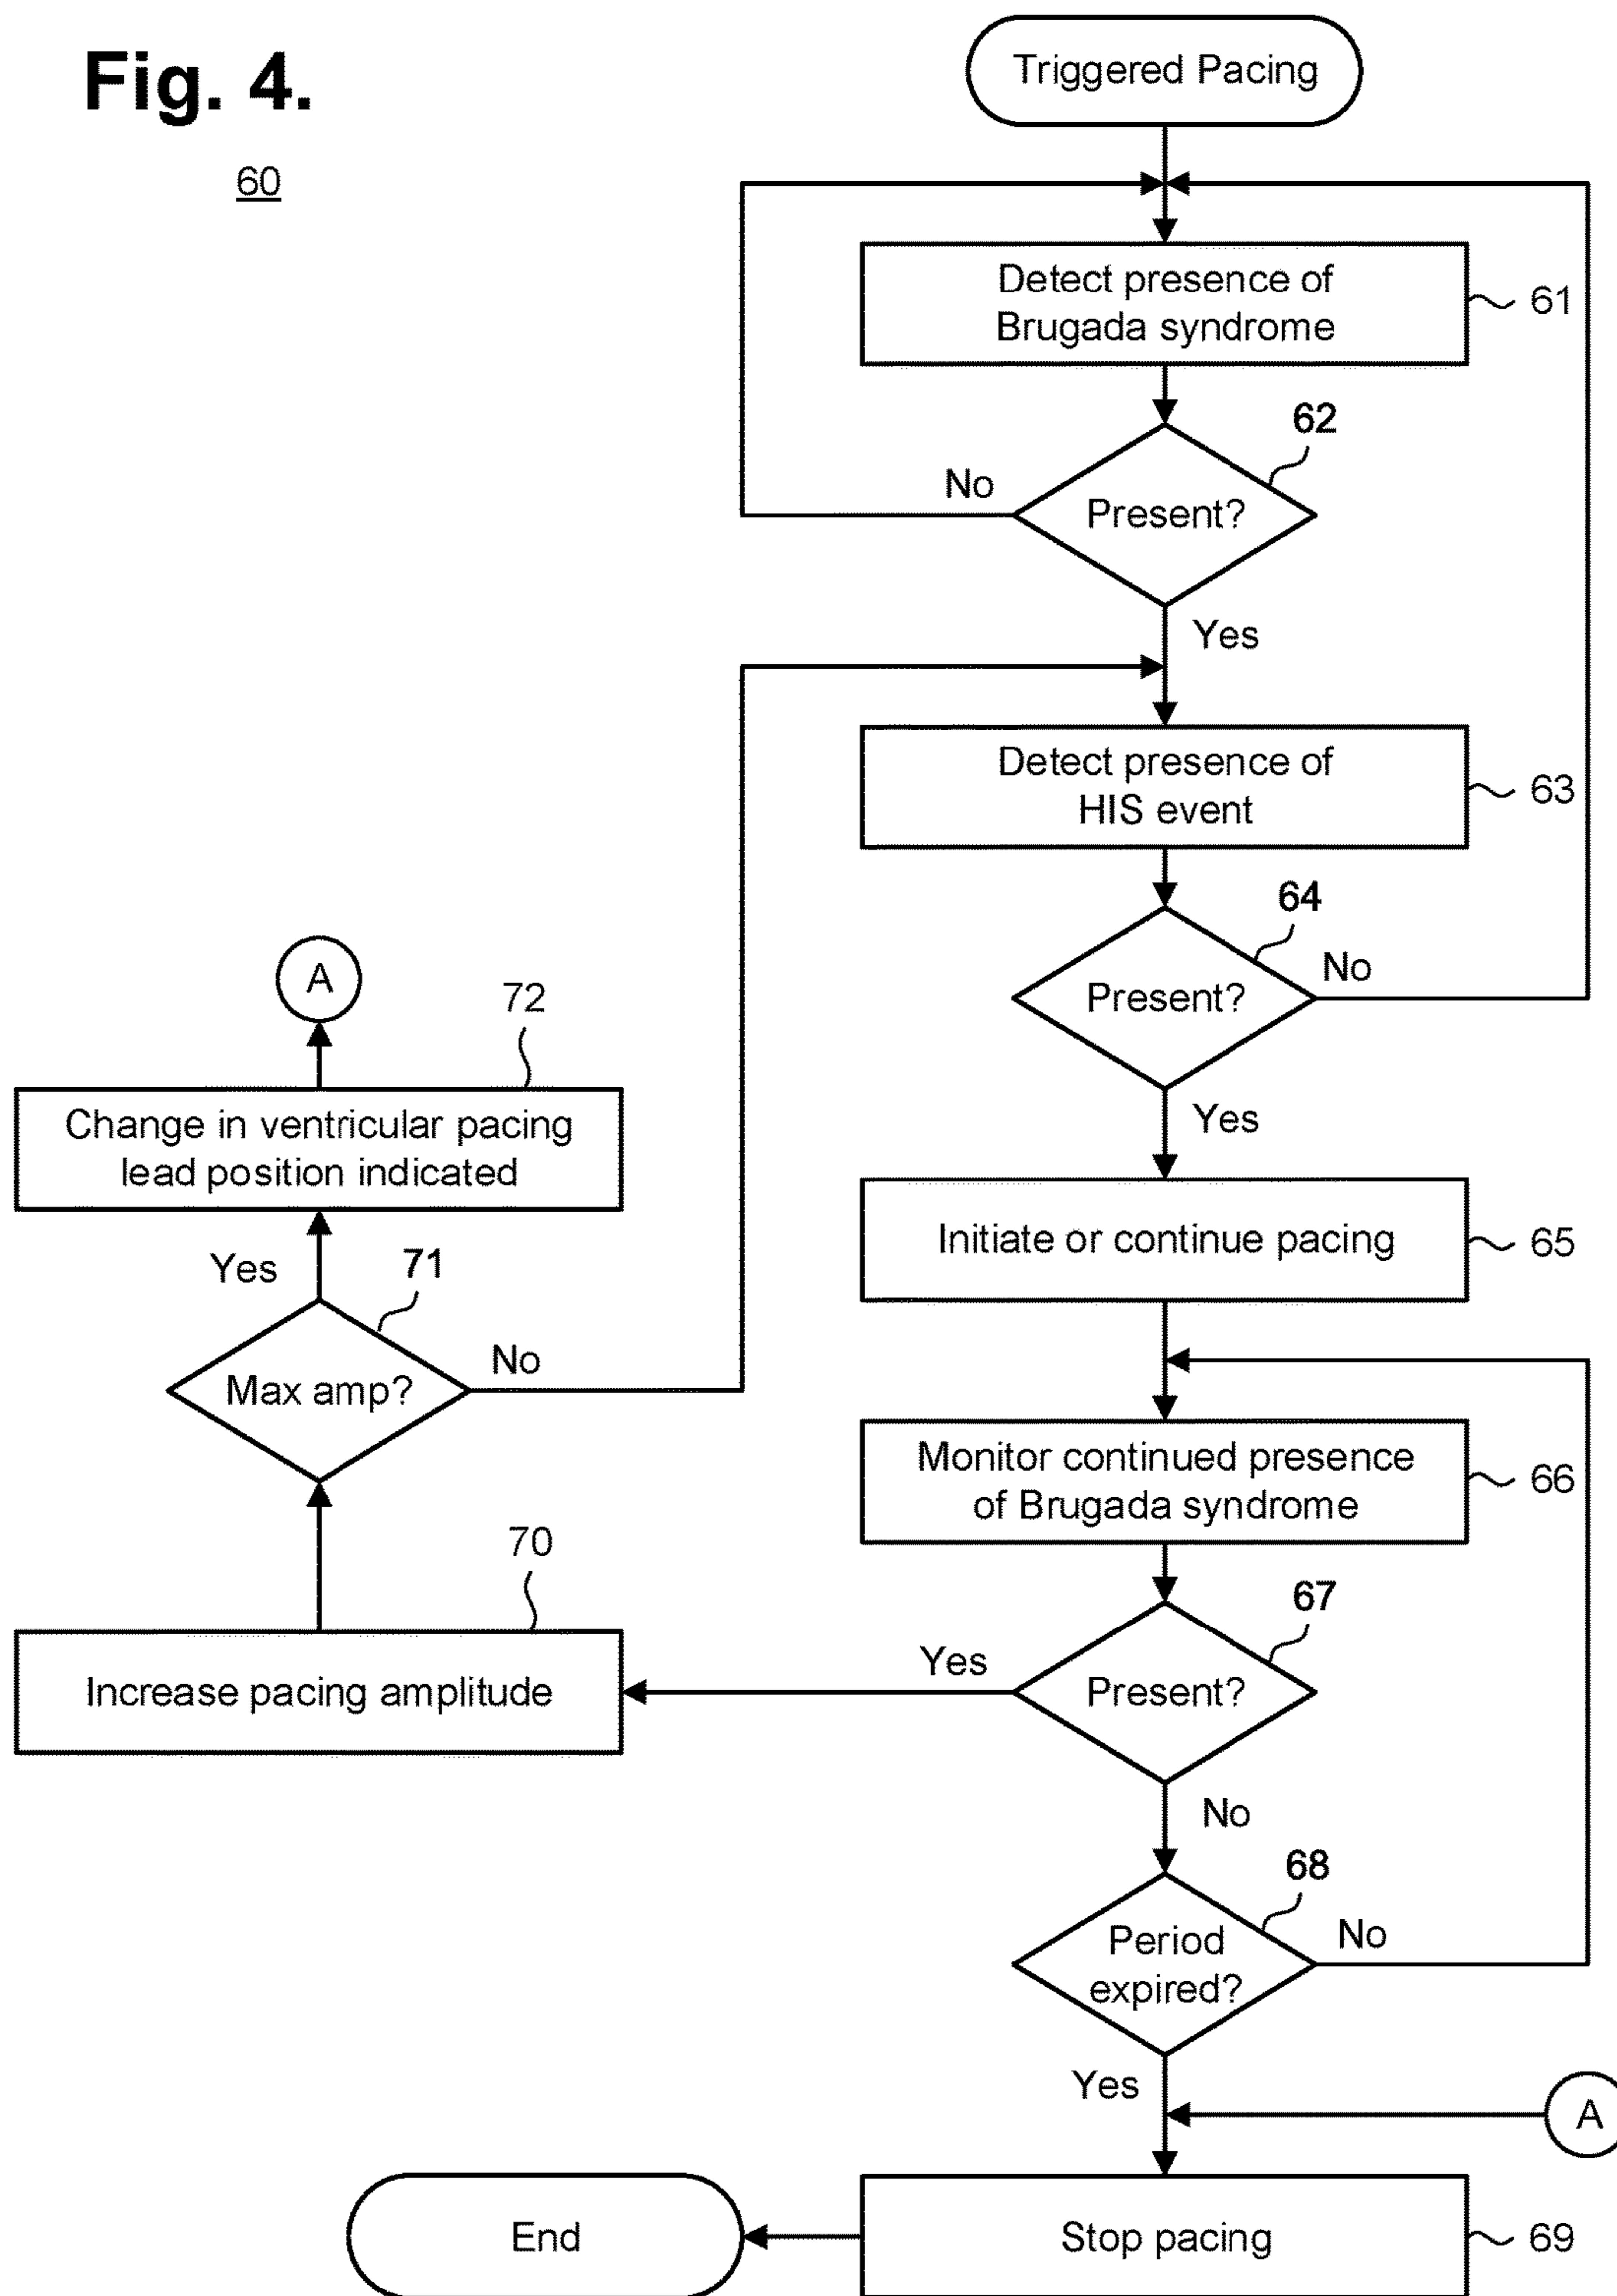 Fig. 4.
60
Triggered Pacing
Detect presence of
Brugada syndrome
61
62
No
Present?
Yes
Detect presence of
HIS event
63
64
Present?
No
Yes
Initiate or continue pacing
65
Monitor continued presence
of Brugada syndrome
66
67
Yes
Present?
No
68
Period
expired?
No
Yes
A
Stop pacing
69
End
70
Increase pacing amplitude
71
Max amp?
No
Yes
72
Change in ventricular pacing
lead position indicated
A